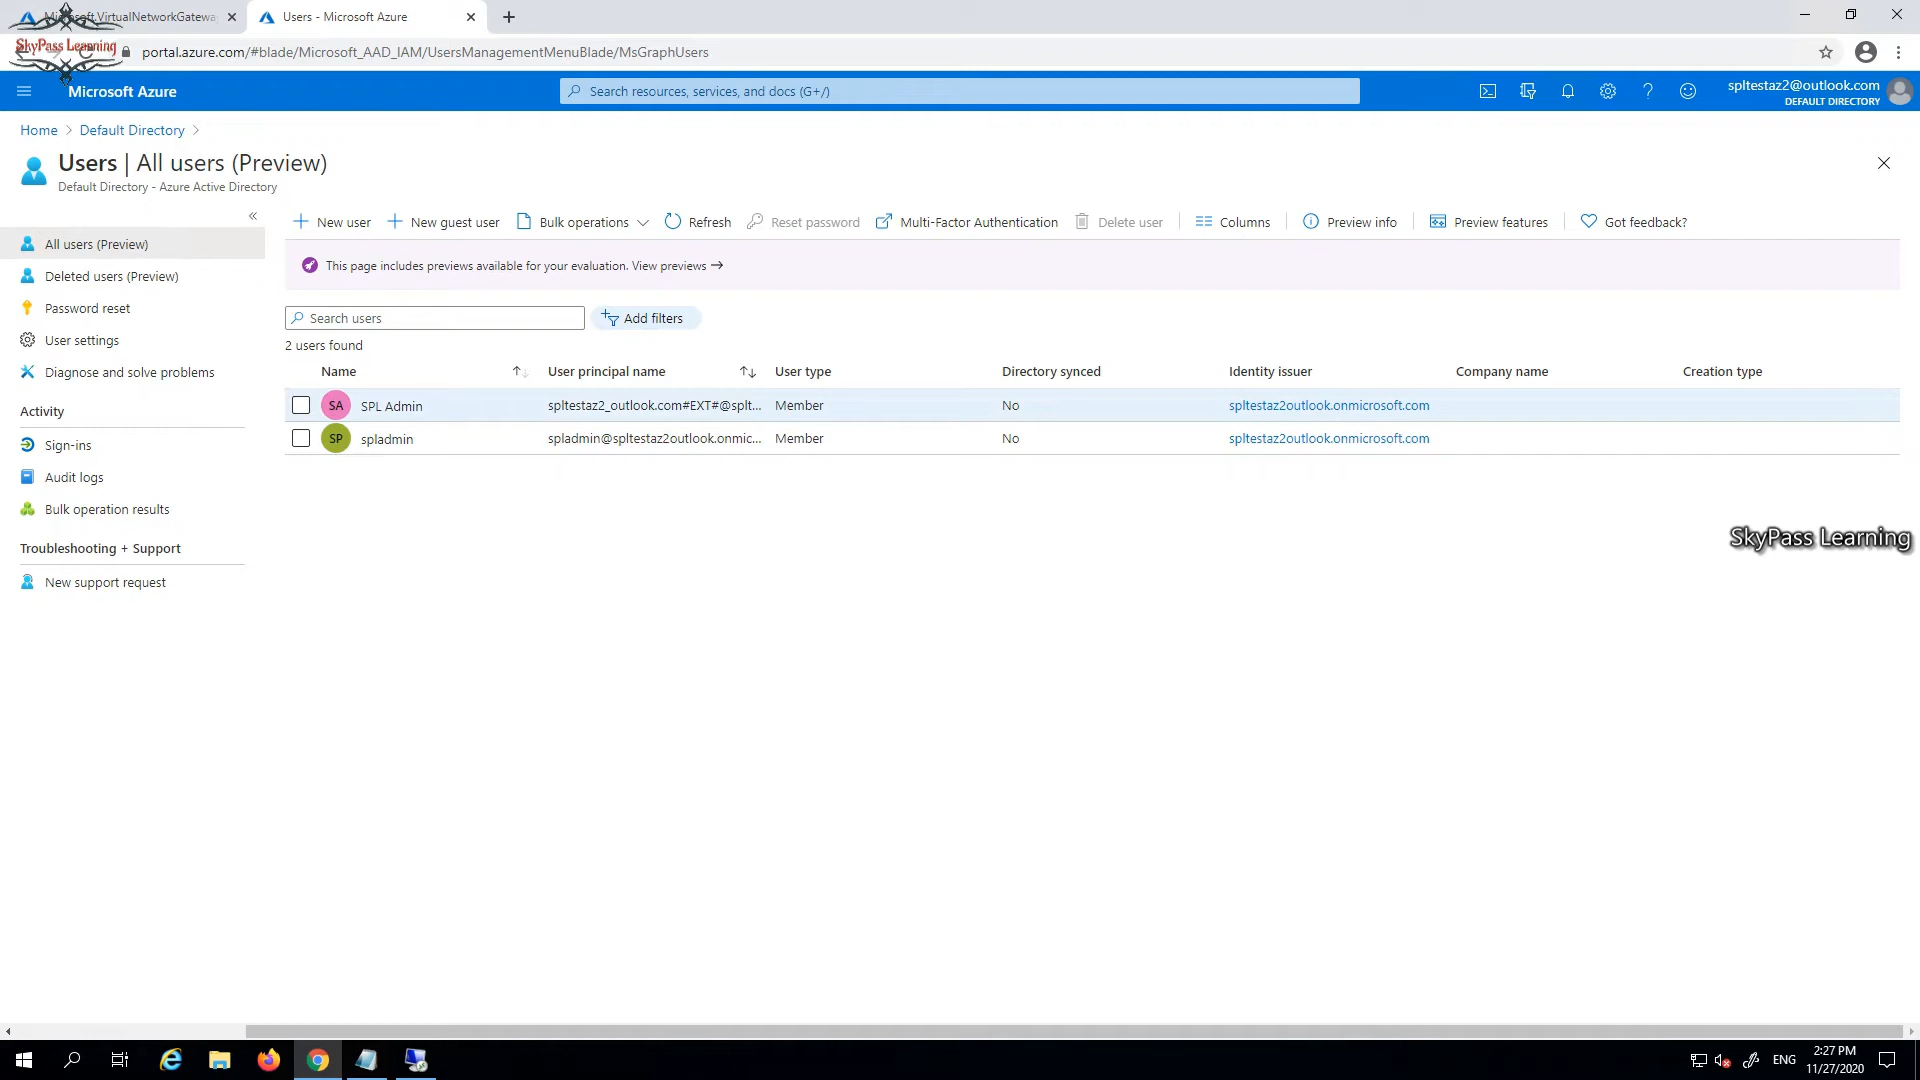 Microsoft.VirtualNetworkGateway
Users - Microsoft Azure
SkyPass Learning
portal.azure.com/#blade/Microsoft_AAD_IAM/UsersManagementMenuBlade/MsGraphUsers
Microsoft Azure
Search resources, services, and docs (G+/)
spltestaz2@outlook.com
DEFAULT DIRECTORY
Home > Default Directory >
Users | All users (Preview)
Default Directory - Azure Active Directory
New user
New guest user
Bulk operations
Refresh
Reset password
Multi-Factor Authentication
Delete user
Columns
Preview info
Preview features
Got feedback?
All users (Preview)
Deleted users (Preview)
Password reset
User settings
Diagnose and solve problems
Activity
Sign-ins
Audit logs
Bulk operation results
Troubleshooting + Support
New support request
This page includes previews available for your evaluation. View previews →
Search users
Add filters
2 users found
Name User principal name User type Directory synced Identity issuer Company name Creation type
SA SPL Admin spltestaz2_outlook.com#EXT#@splt... Member No spltestaz2outlook.onmicrosoft.com
SP spladmin spladmin@spltestaz2outlook.onmic... Member No spltestaz2outlook.onmicrosoft.com
SkyPass Learning
ENG
2:27 PM
11/27/2020